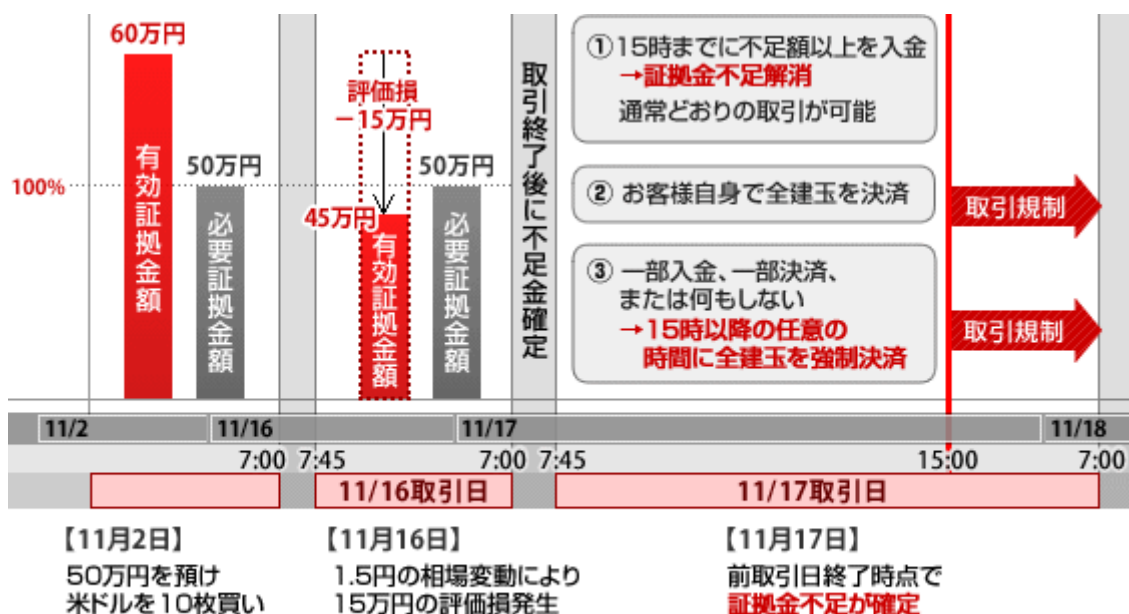 60万円
有効証拠金額
50万円
必要証拠金額
100%
評価損
－15万円
45万円
有効証拠金額
50万円
必要証拠金額
取引終了後に不足金確定
① 15時までに不足額以上を入金
→証拠金不足解消
通常どおりの取引が可能
② お客様自身で全建玉を決済
取引規制
③ 一部入金、一部決済、
または何もしない
→15時以降の任意の
時間に全建玉を強制決済
取引規制
11/2 11/16 11/17 11/18
7:00 7:45 7:00 7:45 15:00 7:00
11/16取引日 11/17取引日
【11月2日】
50万円を預け
米ドルを10枚買い
【11月16日】
1.5円の相場変動により
15万円の評価損発生
【11月17日】
前取引日終了時点で
証拠金不足が確定